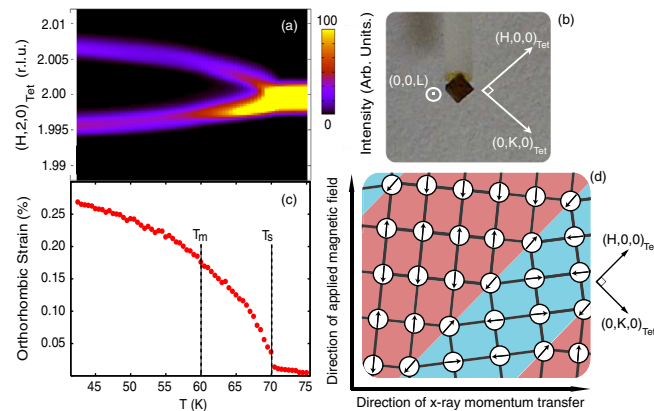 2.01
2.005
2.00
1.995
1.99
(H,2,0)Tet (r.l.u.)
(a)
100
0
Intensity (Arb. Units.)
(b)
(0,0,L)
(H,0,0)Tet
(0,K,0)Tet
0.25
0.20
0.15
0.10
0.05
Orthorhombic Strain (%)
(c)
Tm
Ts
45 50 55 60 65 70 75
T (K)
(d)
Direction of applied magnetic field
(H,0,0)Tet
(0,K,0)Tet
Direction of x-ray momentum transfer